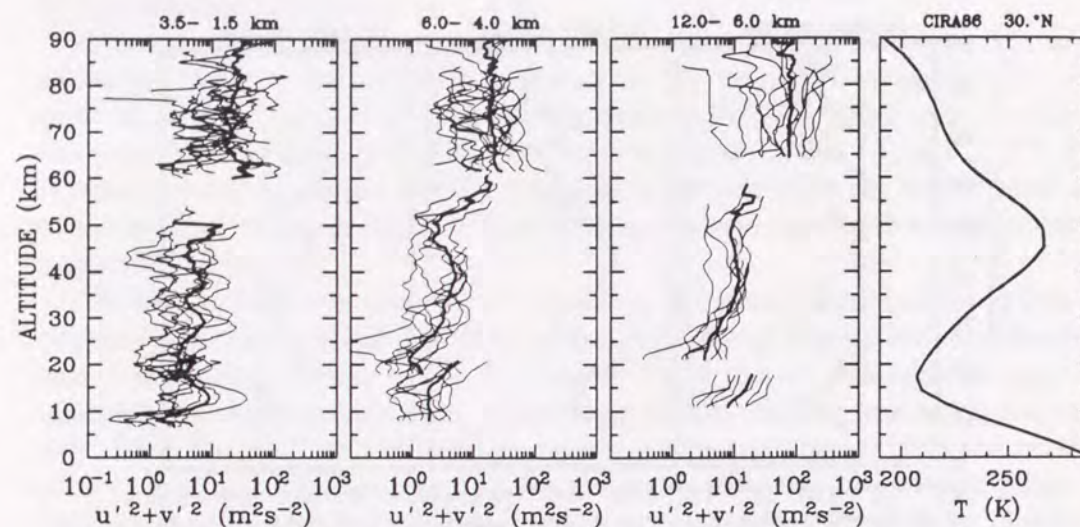 3.5– 1.5 km
6.0– 4.0 km
12.0– 6.0 km
CIRA86 30.°N
ALTITUDE (km)
90
80
70
60
50
40
30
20
10
0
10⁻¹ 10⁰ 10¹ 10² 10³
10⁰ 10¹ 10² 10³
10⁰ 10¹ 10² 10³
200 250
u′²+v′² (m²s⁻²)
u′²+v′² (m²s⁻²)
u′²+v′² (m²s⁻²)
T (K)